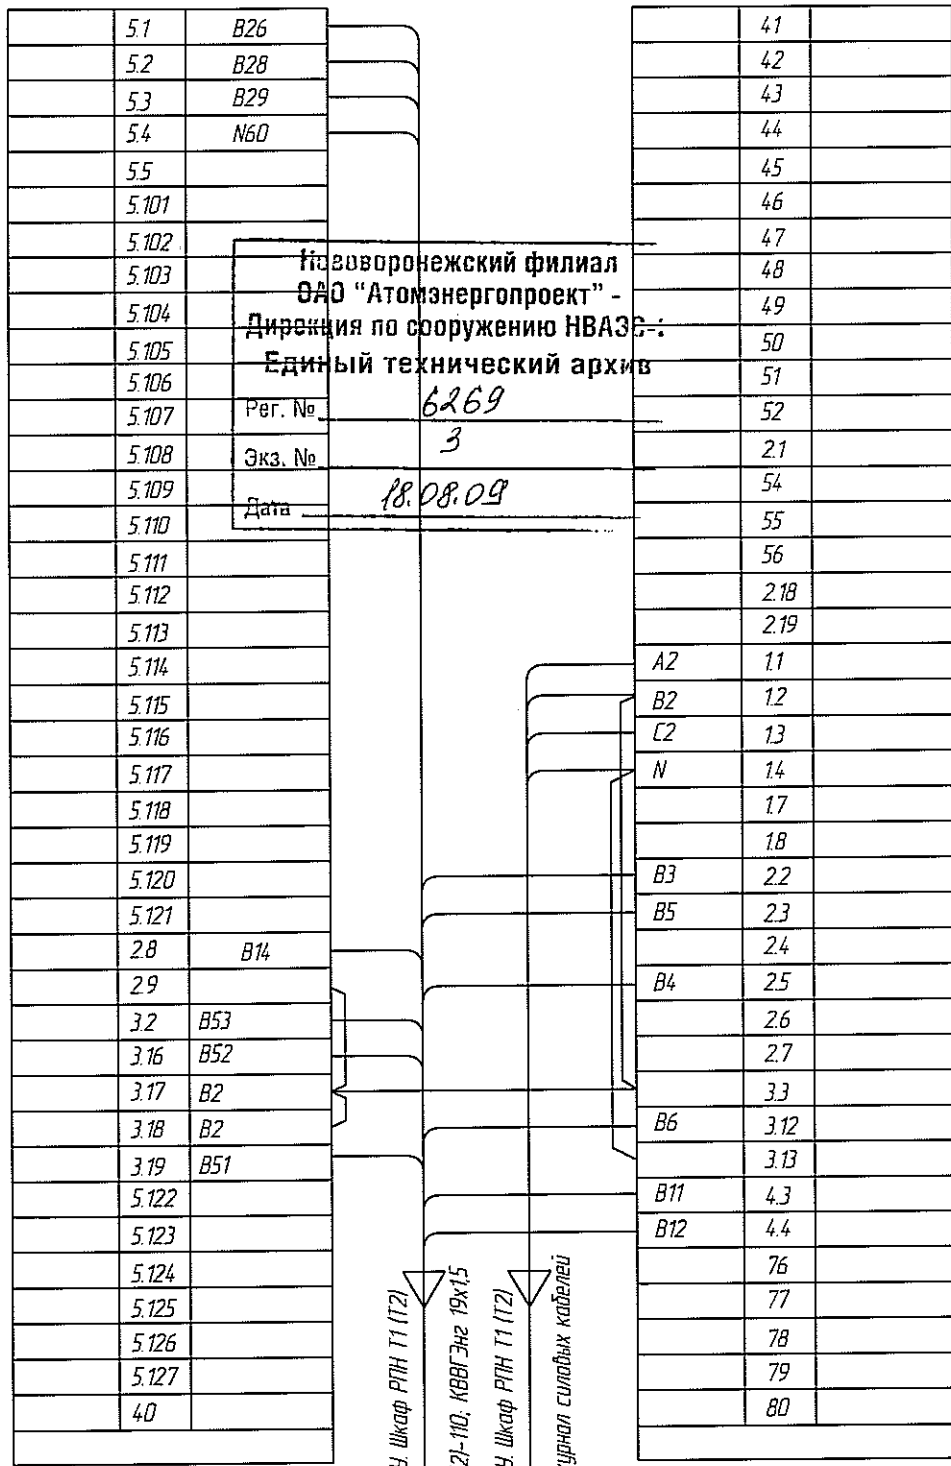 5.1 B26
5.2 B28
5.3 B29
5.4 N60
5.5
5.101
5.102
5.103
5.104
5.105
5.106
5.107
5.108
5.109
5.110
5.111
5.112
5.113
5.114
5.115
5.116
5.117
5.118
5.119
5.120
5.121
2.8 B14
2.9
3.2 B53
3.16 B52
3.17 B2
3.18 B2
3.19 B51
5.122
5.123
5.124
5.125
5.126
5.127
40
Нововоронежский филиал
ОАО "Атомэнергопроект" -
Дирекция по сооружению НВАЭС-
Единый технический архив
Рег. № 6269
Экз. № 3
Дата 18.08.09
Шкаф РПН Т1 (Т2)
2)-110; КВВГЭнг 19x1,5
Шкаф РПН Т1 (Т2)
силовых кабелей
41
42
43
44
45
46
47
48
49
50
51
52
2.1
54
55
56
2.18
2.19
A2 1.1
B2 1.2
C2 1.3
N 1.4
1.7
1.8
B3 2.2
B5 2.3
2.4
B4 2.5
2.6
2.7
3.3
B6 3.12
3.13
B11 4.3
B12 4.4
76
77
78
79
80